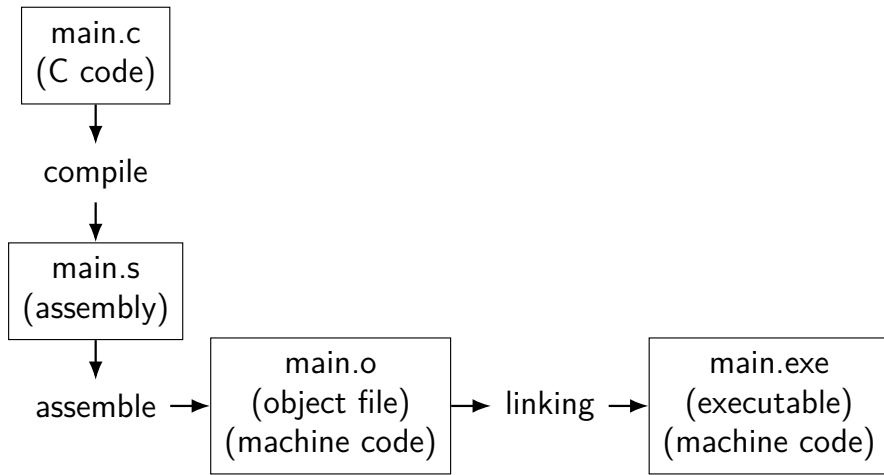 main.c
(C code)
compile
main.s
(assembly)
assemble
main.o
(object file)
(machine code)
linking
main.exe
(executable)
(machine code)